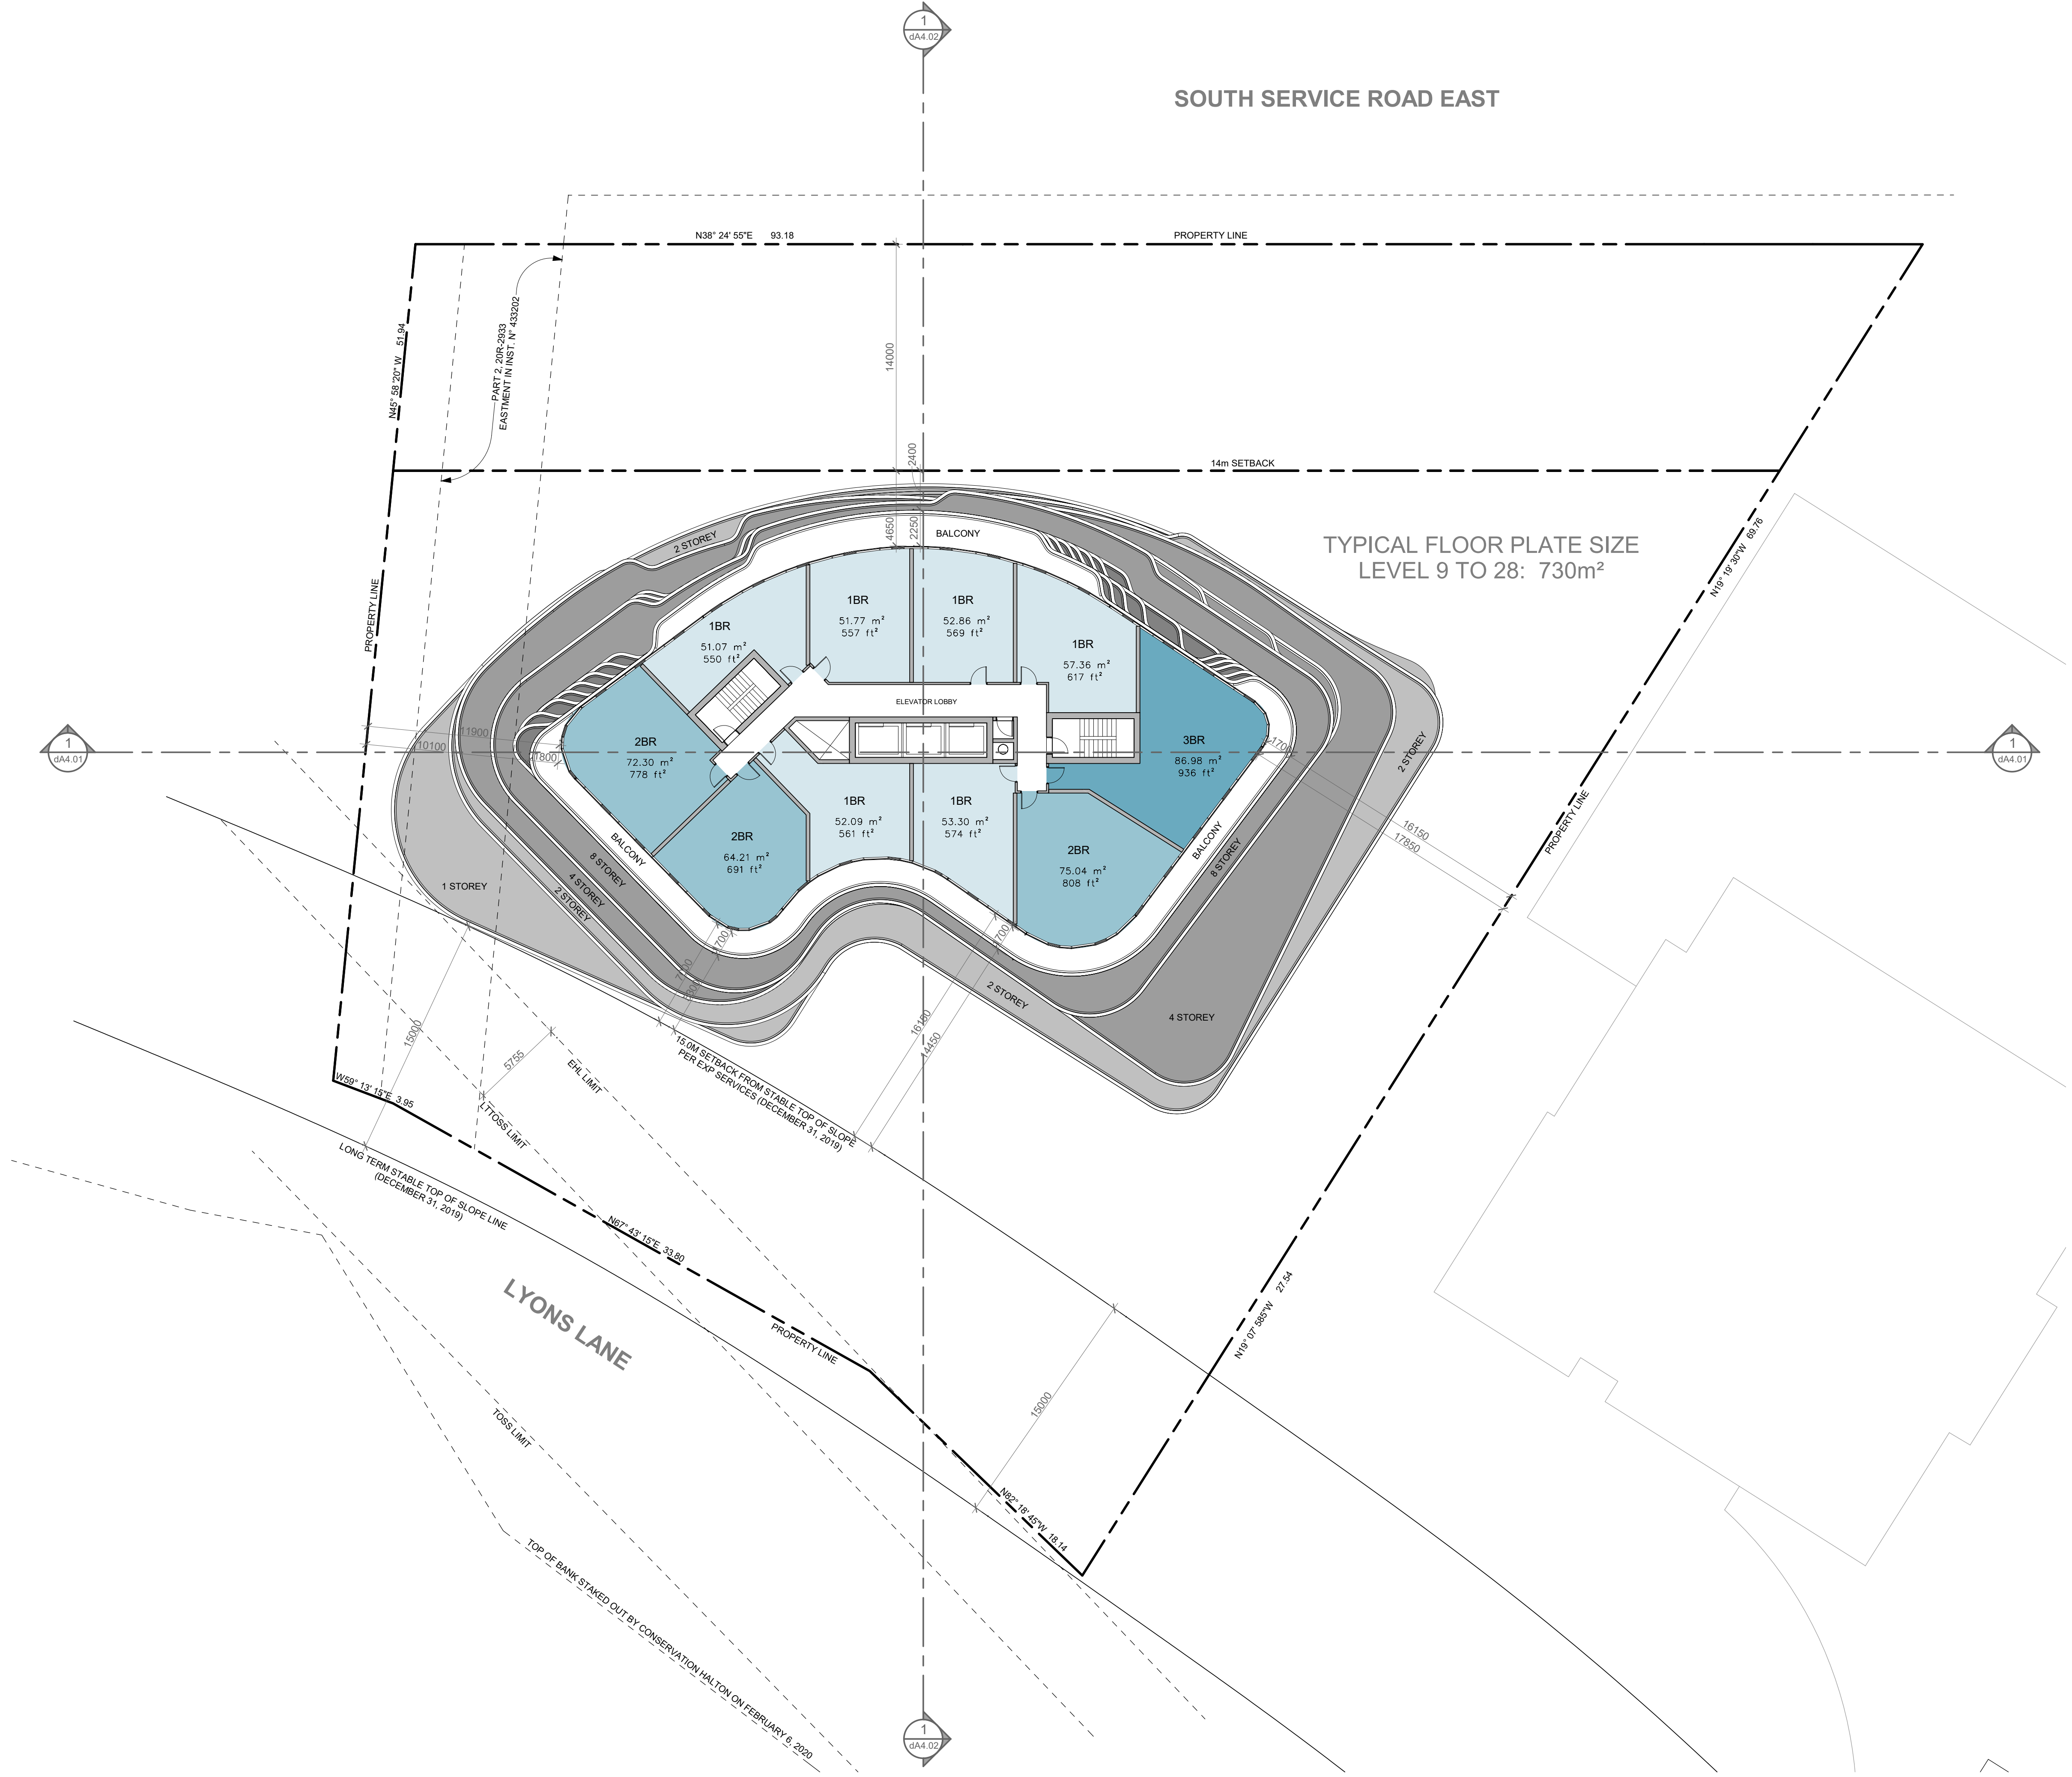 1
dA4.02
SOUTH SERVICE ROAD EAST
N38° 24' 55"E 93.18
PROPERTY LINE
N45° 58 '20" W 51.94
PART 2, 20R-2933
EASTMENT IN INST. N° 433202
14000
2400
14m SETBACK
4650
2250
BALCONY
2 STOREY
TYPICAL FLOOR PLATE SIZE
LEVEL 9 TO 28: 730m²
N19° 19' 30"W 69.76
PROPERTY LINE
1BR
51.07 m²
550 ft²
1BR
51.77 m²
557 ft²
1BR
52.86 m²
569 ft²
1BR
57.36 m²
617 ft²
ELEVATOR LOBBY
1
dA4.01
11900
10100
1800
2BR
72.30 m²
778 ft²
3BR
86.98 m²
936 ft²
1700
2 STOREY
1
dA4.01
1BR
52.09 m²
561 ft²
1BR
53.30 m²
574 ft²
2BR
64.21 m²
691 ft²
2BR
75.04 m²
808 ft²
BALCONY
BALCONY
8 STOREY
4 STOREY
2 STOREY
8 STOREY
1 STOREY
16150
17850
PROPERTY LINE
1700
2 STOREY
4 STOREY
16180
14450
15000
5755
15.0M SETBACK FROM STABLE TOP OF SLOPE
PER EXP SERVICES (DECEMBER 31, 2019)
EHL LIMIT
LTTOSS LIMIT
W59° 13' 15"E 3.95
LONG TERM STABLE TOP OF SLOPE LINE
(DECEMBER 31, 2019)
N67° 43' 15"E 33.80
LYONS LANE
PROPERTY LINE
N19° 07' 585"W 27.54
15000
TOSS LIMIT
N82° 18' 45"W 18.14
TOP OF BANK STAKED OUT BY CONSERVATION HALTON ON FEBRUARY 6, 2020
1
dA4.02